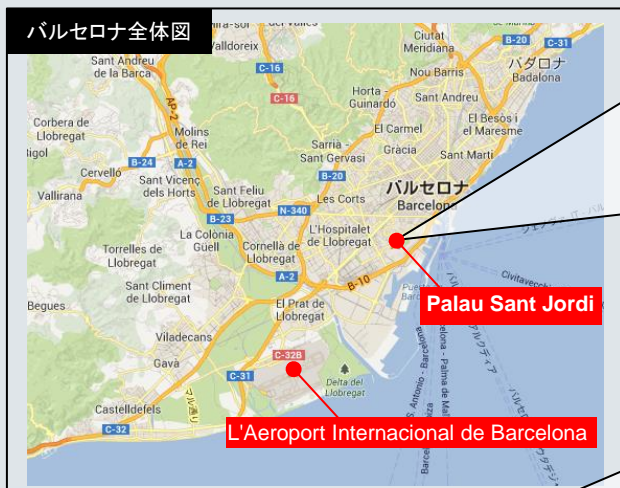 バルセロナ全体図
Valldoreix
Ciutat
Meridiana
B-20
C-31
Sant Andreu
de la Barca
C-16
Nou Barris
バダロナ
Badalona
AP-2
C-16
Horta -
Guinardó
Sant Andreu
Corbera de
Llobregat
Molins
de Rei
El Carmel
El Besòs i
el Maresme
Sarrià -
Sant Gervasi
Gràcia
Sant Martí
B-24
A-2
Cervelló
Sant Vicenç
dels Horts
B-20
Vallirana
Sant Feliu
de Llobregat
Les Corts
バルセロナ
Barcelona
N-340
B-23
La Colònia
Güell
Cornellà de
Llobregat
L'Hospitalet
de Llobregat
Torrelles de
Llobregat
A-2
B-10
Sant Climent
de Llobregat
El Prat de
Llobregat
Civitavecchia
Begues
Palau Sant Jordi
Viladecans
C-32B
Gavà
C-31
Delta del
Llobregat
Castelldefels
C-32
L'Aeroport Internacional de Barcelona